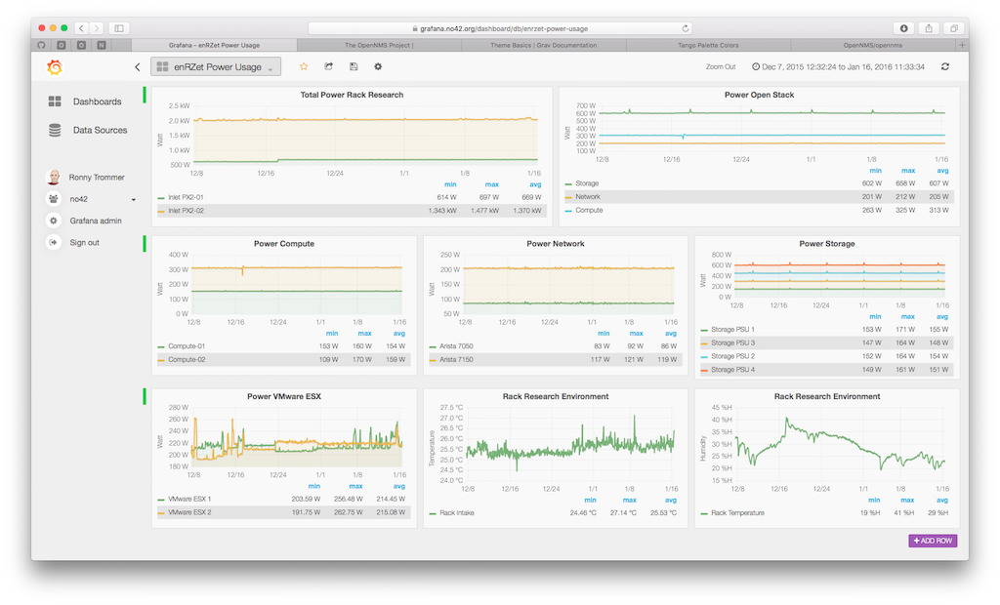 grafana.no42.org/dashboard/db/enrzet-power-usage
Grafana - enRZet Power Usage
The OpenNMS Project |
Theme Basics | Grav Documentation
Tango Palette Colors
OpenNMS/opennms
enRZet Power Usage
Zoom Out
Dec 7, 2015 12:32:24 to Jan 16, 2016 11:33:34
Dashboards
Data Sources
Ronny Trommer
no42
Grafana admin
Sign out
Total Power Rack Research
2.5 kW
2.0 kW
1.5 kW
1.0 kW
500 W
Watt
12/8 12/16 12/24 1/1 1/8 1/16
min max avg
Inlet PX2-01 614 W 697 W 669 W
Inlet PX2-02 1.343 kW 1.477 kW 1.370 kW
Power Open Stack
700 W
600 W
500 W
400 W
300 W
200 W
100 W
Watt
12/8 12/16 12/24 1/1 1/8 1/16
min max avg
Storage 602 W 658 W 607 W
Network 201 W 212 W 205 W
Compute 263 W 325 W 313 W
Power Compute
400 W
300 W
200 W
100 W
0 W
Watt
12/8 12/16 12/24 1/1 1/8 1/16
min max avg
Compute-01 153 W 160 W 154 W
Compute-02 109 W 170 W 159 W
Power Network
250 W
200 W
150 W
100 W
50 W
Watt
12/8 12/16 12/24 1/1 1/8 1/16
min max avg
Arista 7050 83 W 92 W 86 W
Arista 7150 117 W 121 W 119 W
Power Storage
800 W
600 W
400 W
200 W
0 W
Watt
12/8 12/16 12/24 1/1 1/8 1/16
min max avg
Storage PSU 1 153 W 171 W 155 W
Storage PSU 3 147 W 164 W 148 W
Storage PSU 2 152 W 164 W 154 W
Storage PSU 4 149 W 161 W 151 W
Power VMware ESX
280 W
260 W
240 W
220 W
200 W
180 W
Watt
12/8 12/16 12/24 1/1 1/8 1/16
min max avg
VMware ESX 1 203.59 W 256.48 W 214.45 W
VMware ESX 2 191.75 W 262.75 W 215.08 W
Rack Research Environment
27.5 °C
27.0 °C
26.5 °C
26.0 °C
25.5 °C
25.0 °C
24.5 °C
24.0 °C
Temperature
12/8 12/16 12/24 1/1 1/8 1/16
min max avg
Rack Intake 24.46 °C 27.14 °C 25.53 °C
Rack Research Environment
45 %H
40 %H
35 %H
30 %H
25 %H
20 %H
15 %H
Humidity
12/8 12/16 12/24 1/1 1/8 1/16
min max avg
Rack Temperature 19 %H 41 %H 29 %H
+ ADD ROW